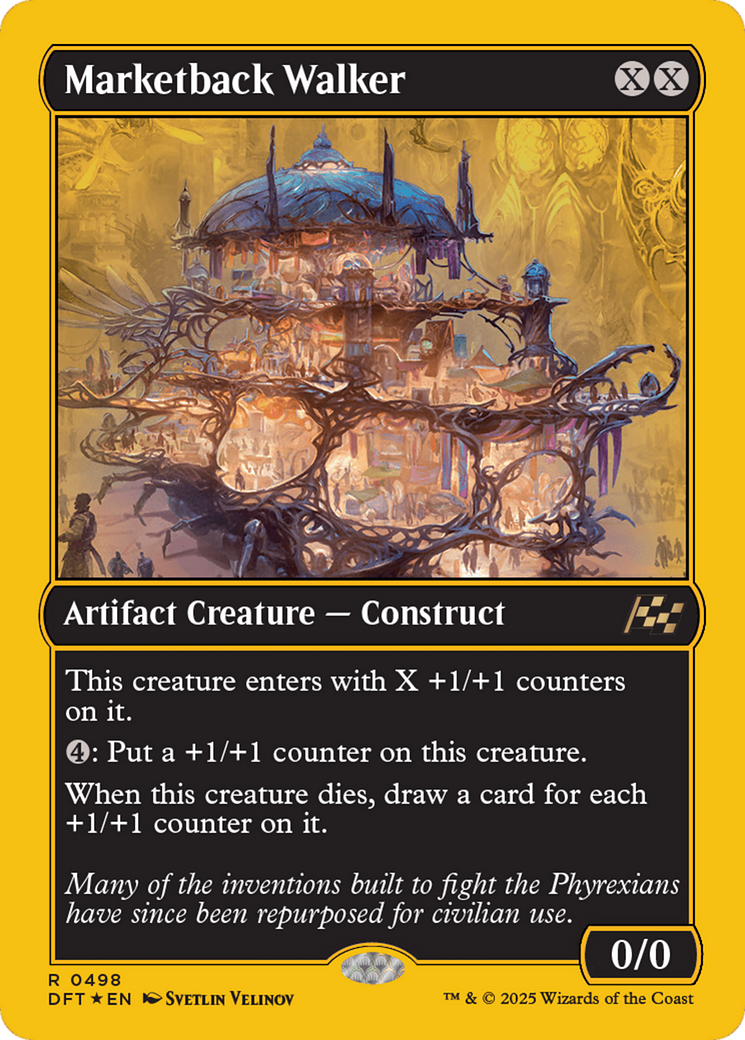 Marketback Walker XX
Artifact Creature — Construct
This creature enters with X +1/+1 counters
on it.
4: Put a +1/+1 counter on this creature.
When this creature dies, draw a card for each
+1/+1 counter on it.
Many of the inventions built to fight the Phyrexians
have since been repurposed for civilian use.
0/0
R 0498
DFT★EN Svetlin Velinov
™ & © 2025 Wizards of the Coast